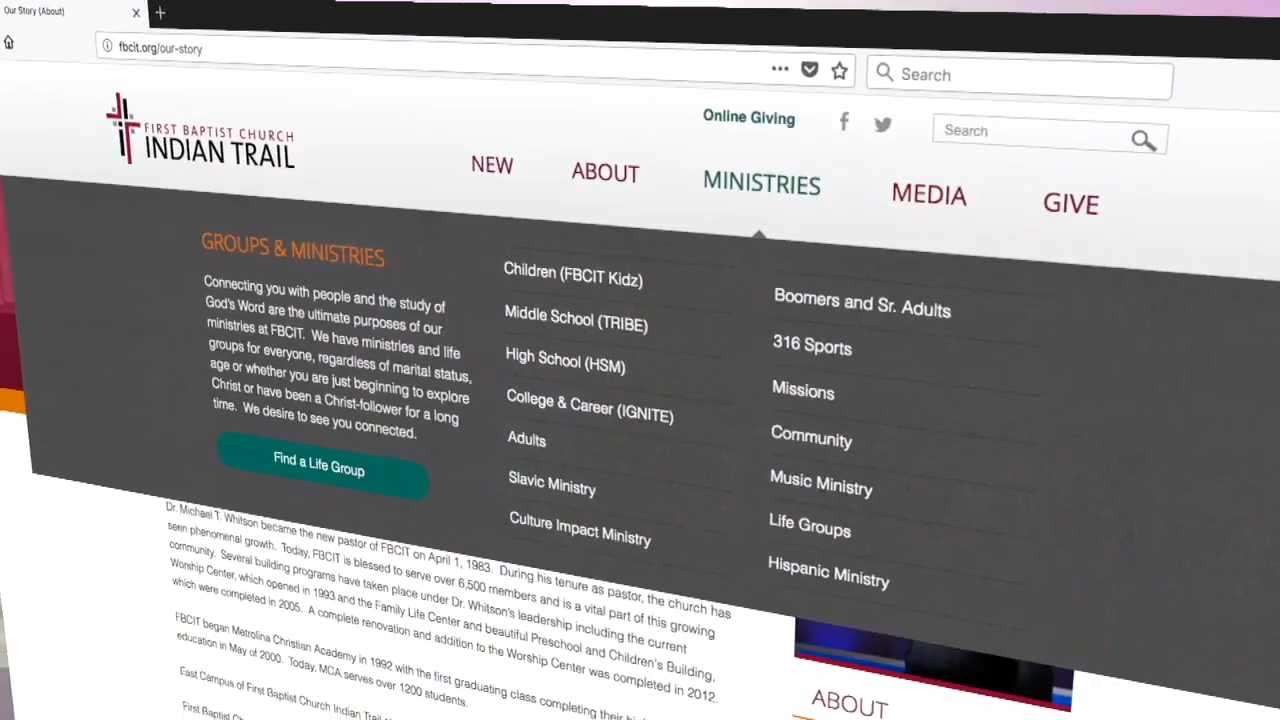 Our Story (About)
fbcit.org/our-story
Search
Online Giving
Search
FIRST BAPTIST CHURCH
INDIAN TRAIL
NEW
ABOUT
MINISTRIES
MEDIA
GIVE
GROUPS & MINISTRIES
Connecting you with people and the study of
God's Word are the ultimate purposes of our
ministries at FBCIT. We have ministries and life
groups for everyone, regardless of marital status,
age or whether you are just beginning to explore
Christ or have been a Christ-follower for a long
time. We desire to see you connected.
Find a Life Group
Children (FBCIT Kidz)
Middle School (TRIBE)
High School (HSM)
College & Career (IGNITE)
Adults
Slavic Ministry
Culture Impact Ministry
Boomers and Sr. Adults
316 Sports
Missions
Community
Music Ministry
Life Groups
Hispanic Ministry
Dr. Michael T. Whitson became the new pastor of FBCIT on April 1, 1983. During his tenure as pastor, the church has
seen phenomenal growth. Today, FBCIT is blessed to serve over 6,500 members and is a vital part of this growing
community. Several building programs have taken place under Dr. Whitson's leadership including the current
Worship Center, which opened in 1993 and the Family Life Center and beautiful Preschool and Children's Building,
which were completed in 2005. A complete renovation and addition to the Worship Center was completed in 2012.
FBCIT began Metrolina Christian Academy in 1992 with the first graduating class completing their
education in May of 2000. Today, MCA serves over 1200 students.
East Campus of First Baptist Church Indian Trail
First Baptist
ABOUT